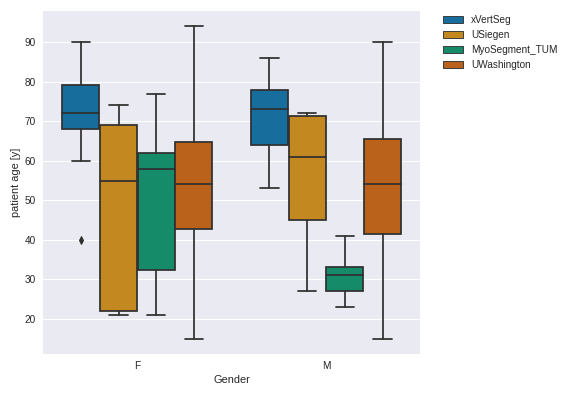 xVertSeg
USiegen
MyoSegment_TUM
UWashington
patient age [y]
90
80
70
60
50
40
30
20
F
M
Gender